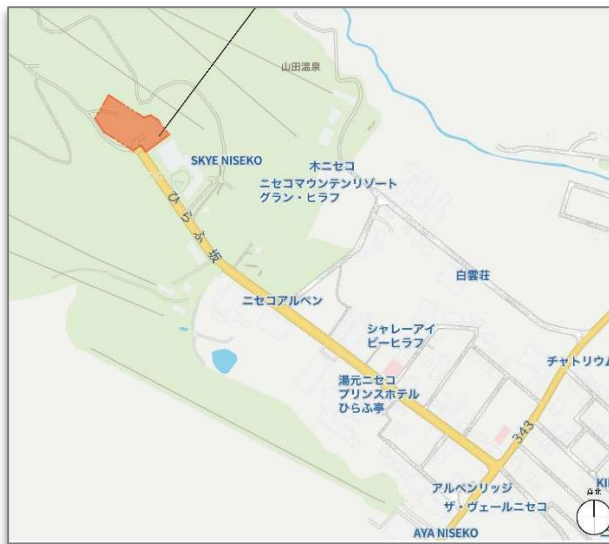 山田温泉
SKYE NISEKO
木ニセコ
ニセコマウンテンリゾート
グラン・ヒラフ
ひらふ坂
白雲荘
ニセコアルペン
シャレーアイ
ビーヒラフ
チャトリウム
湯元ニセコ
プリンスホテル
ひらふ亭
343
アルペンリッジ
ザ・ヴェールニセコ
AYA NISEKO
KI